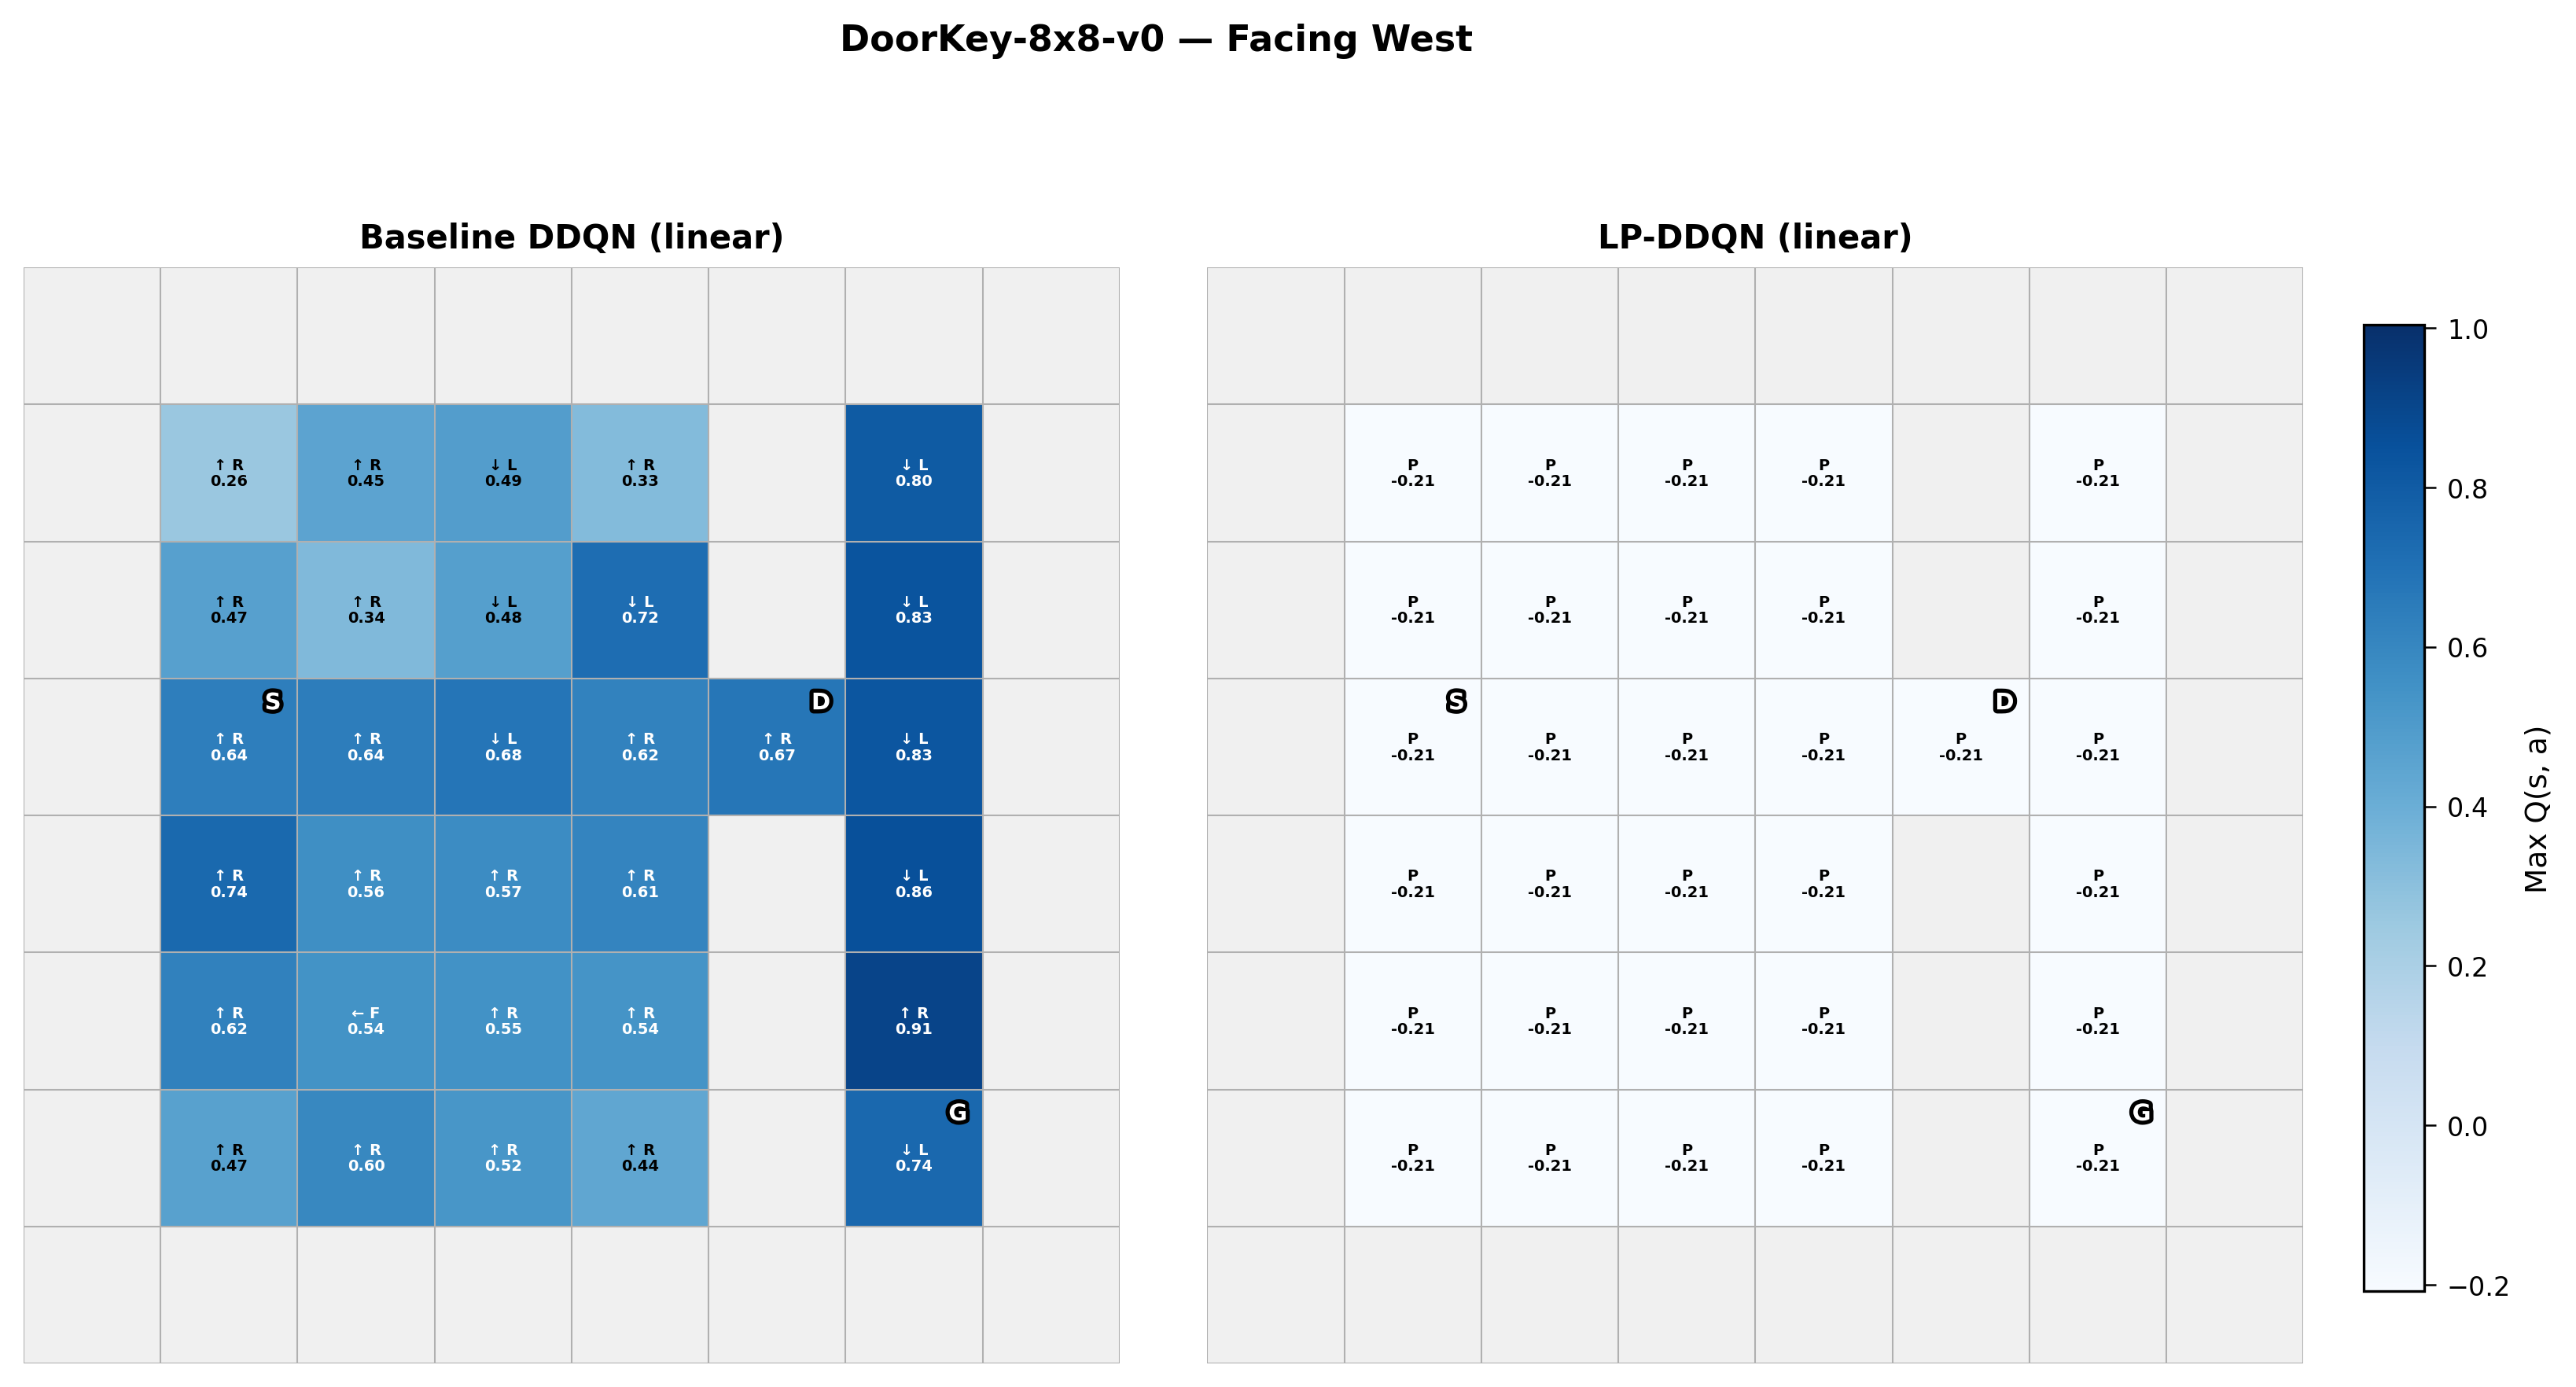 DoorKey-8x8-v0 — Facing West
Baseline DDQN (linear)
↑ R ↑ R ↓ L ↑ R ↓ L
0.26 0.45 0.49 0.33 0.80
↑ R ↑ R ↓ L ↓ L ↓ L
0.47 0.34 0.48 0.72 0.83
S D
↑ R ↑ R ↓ L ↑ R ↑ R ↓ L
0.64 0.64 0.68 0.62 0.67 0.83
↑ R ↑ R ↑ R ↑ R ↓ L
0.74 0.56 0.57 0.61 0.86
↑ R ← F ↑ R ↑ R ↑ R
0.62 0.54 0.55 0.54 0.91
G
↑ R ↑ R ↑ R ↑ R ↓ L
0.47 0.60 0.52 0.44 0.74
LP-DDQN (linear)
P P P P P
-0.21 -0.21 -0.21 -0.21 -0.21
P P P P P
-0.21 -0.21 -0.21 -0.21 -0.21
S D
P P P P P P
-0.21 -0.21 -0.21 -0.21 -0.21 -0.21
P P P P P
-0.21 -0.21 -0.21 -0.21 -0.21
P P P P P
-0.21 -0.21 -0.21 -0.21 -0.21
G
P P P P P
-0.21 -0.21 -0.21 -0.21 -0.21
1.0
0.8
0.6
0.4
0.2
0.0
−0.2
Max Q(s, a)